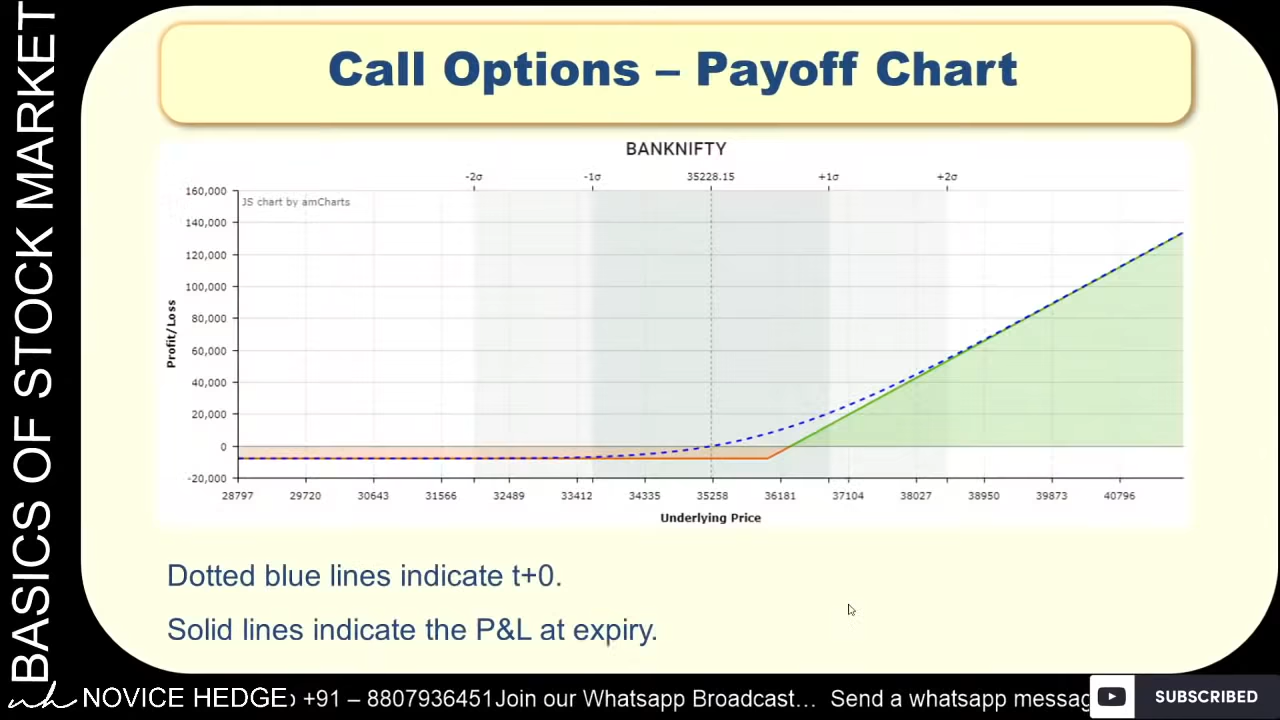 Call Options – Payoff Chart
BANKNIFTY
-2σ -1σ 35228.15 +1σ +2σ
JS chart by amCharts
160,000
140,000
120,000
100,000
80,000
60,000
40,000
20,000
0
-20,000
Profit/Loss
28797 29720 30643 31566 32489 33412 34335 35258 36181 37104 38027 38950 39873 40796
Underlying Price
Dotted blue lines indicate t+0.
Solid lines indicate the P&L at expiry.
BASICS OF STOCK MARKET
nh NOVICE HEDGE +91 – 8807936451Join our Whatsapp Broadcast... Send a whatsapp messag
SUBSCRIBED